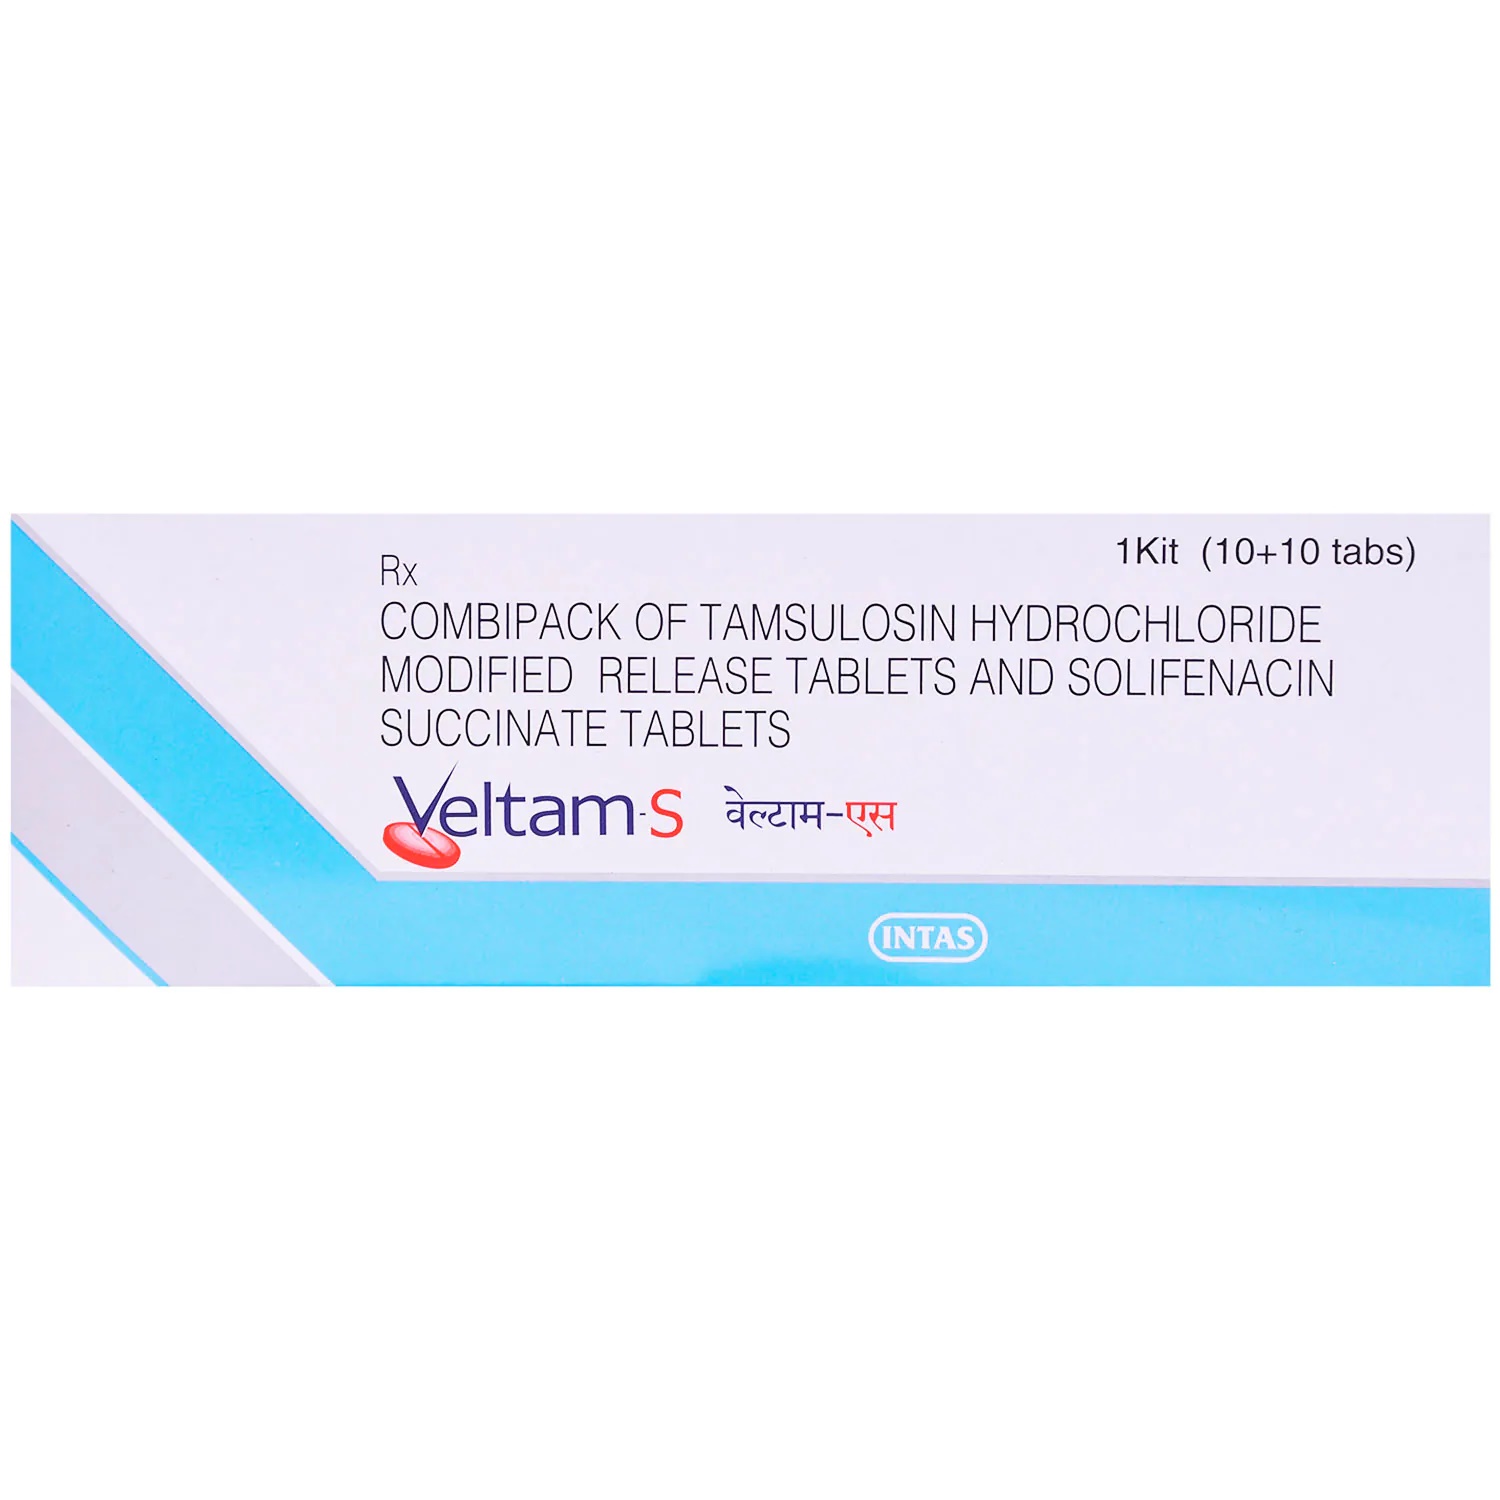 1Kit (10+10 tabs)
Rx
COMBIPACK OF TAMSULOSIN HYDROCHLORIDE
MODIFIED RELEASE TABLETS AND SOLIFENACIN
SUCCINATE TABLETS
Veltam-S वेल्टाम-एस
INTAS